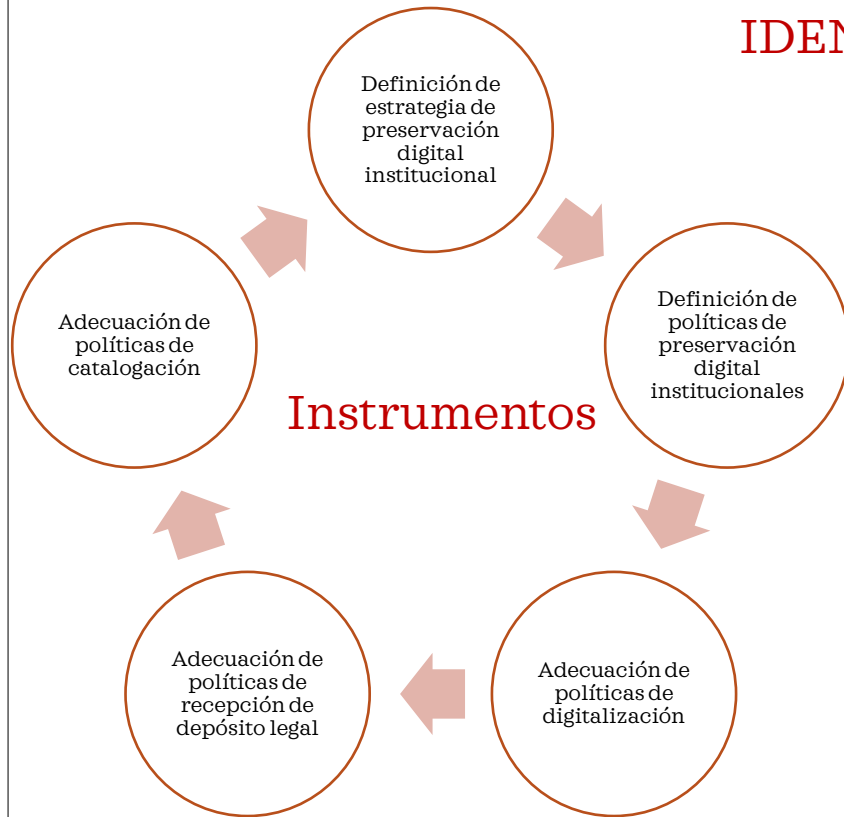 IDEN
Definición de
estrategia de
preservación
digital
institucional
Definición de
políticas de
preservación
digital
institucionales
Adecuación de
políticas de
digitalización
Adecuación de
políticas de
recepción de
depósito legal
Adecuación de
políticas de
catalogación
Instrumentos